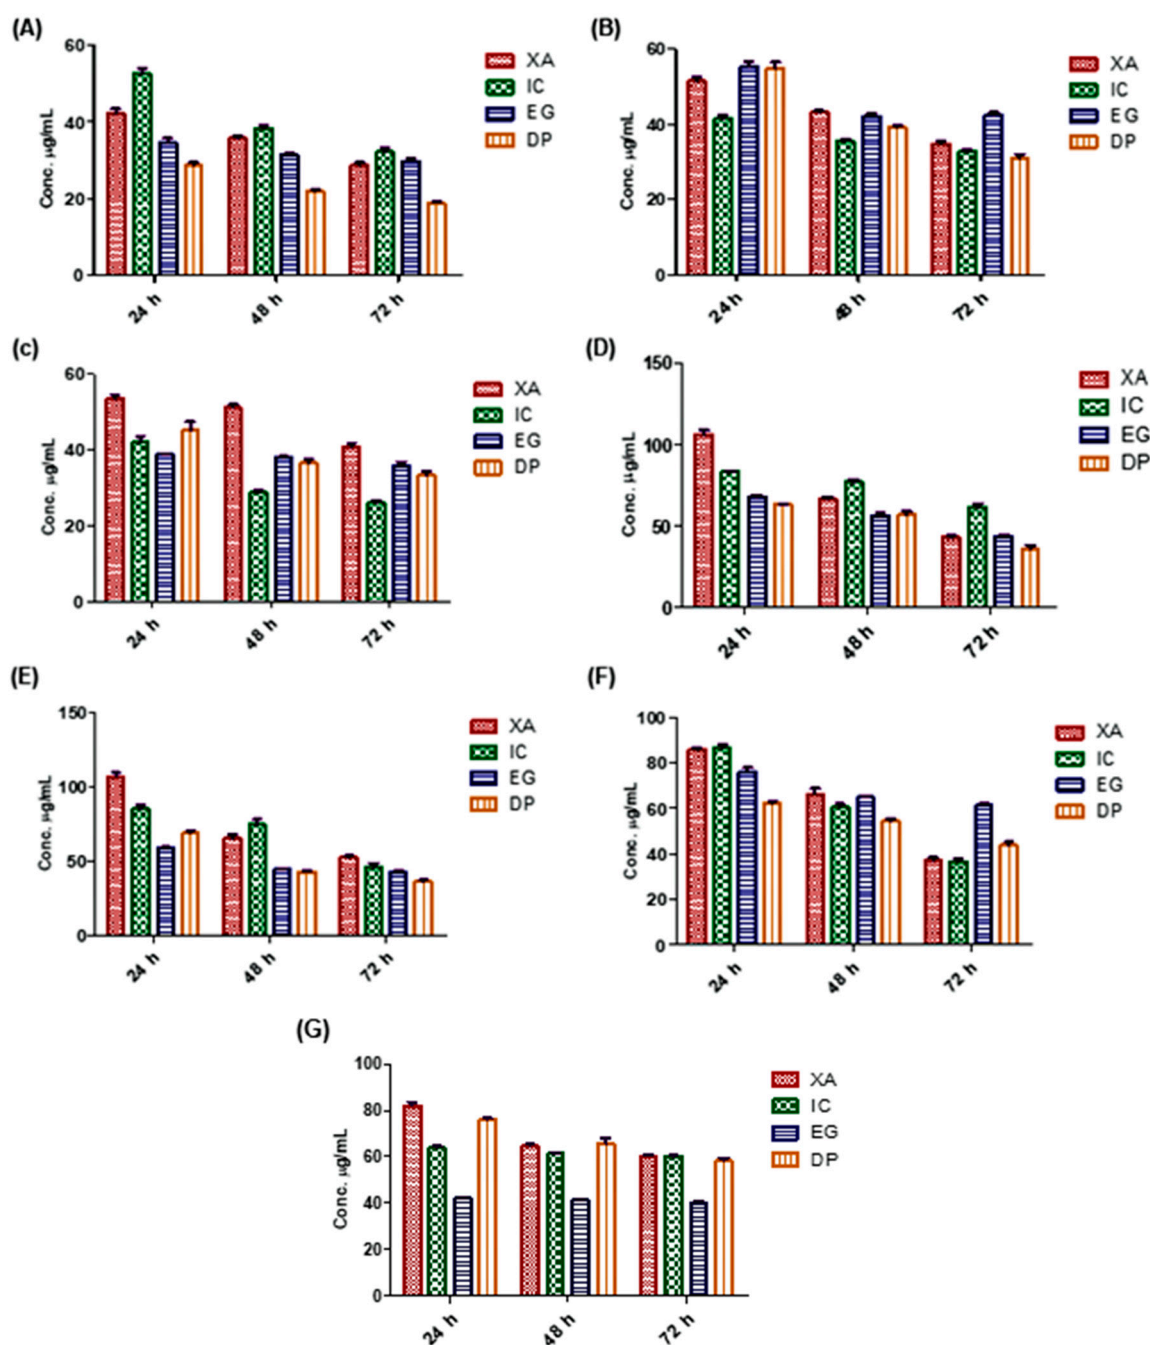 (A)
60
40
20
0
Conc. µg/mL
24 h
48 h
72 h
XA
IC
EG
DP
(B)
60
40
20
0
Conc. µg/mL
24 h
48 h
72 h
XA
IC
EG
DP
(c)
60
40
20
0
Conc. µg/mL
24 h
48 h
72 h
XA
IC
EG
DP
(D)
150
100
50
0
Conc. µg/mL
24 h
48 h
72 h
XA
IC
EG
DP
(E)
150
100
50
0
Conc. µg/mL
24 h
48 h
72 h
XA
IC
EG
DP
(F)
100
80
60
40
20
0
Conc. µg/mL
24 h
48 h
72 h
XA
IC
EG
DP
(G)
100
80
60
40
20
0
Conc. µg/mL
24 h
48 h
72 h
XA
IC
EG
DP